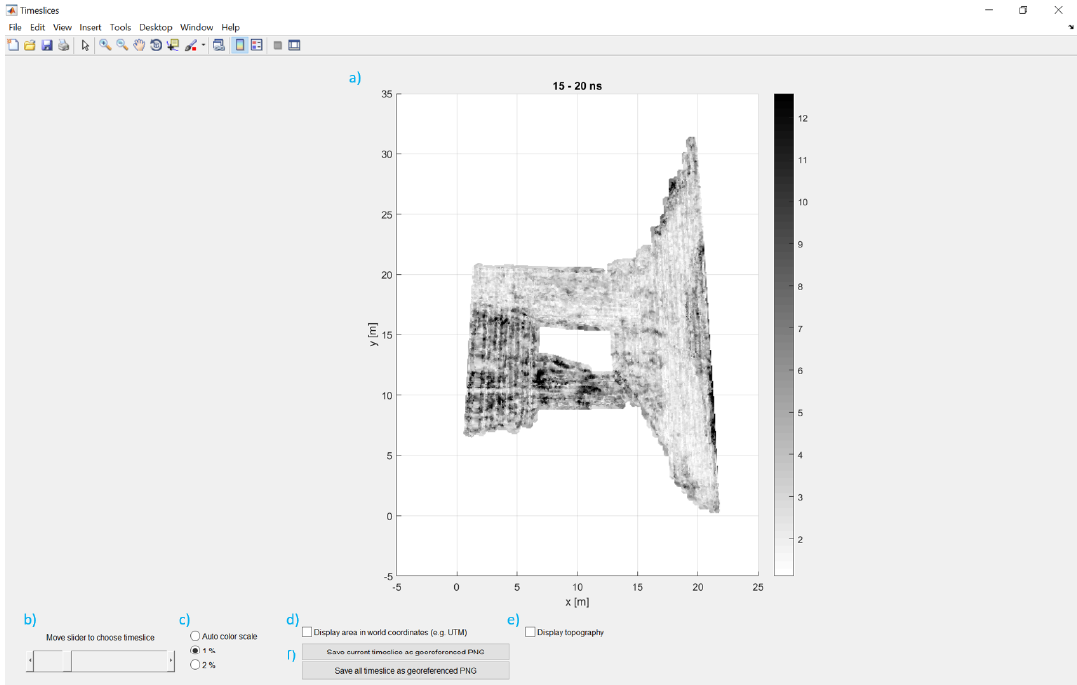 Timeslices
File Edit View Insert Tools Desktop Window Help
a)
15 - 20 ns
35
30
25
20
15
10
5
0
-5
y [m]
-5 0 5 10 15 20 25
x [m]
12
11
10
9
8
7
6
5
4
3
2
b)
Move slider to choose timeslice
c)
Auto color scale
1 %
2 %
d)
Display area in world coordinates (e.g. UTM)
e)
Display topography
f)
Save current timeslice as georeferenced PNG
Save all timeslice as georeferenced PNG